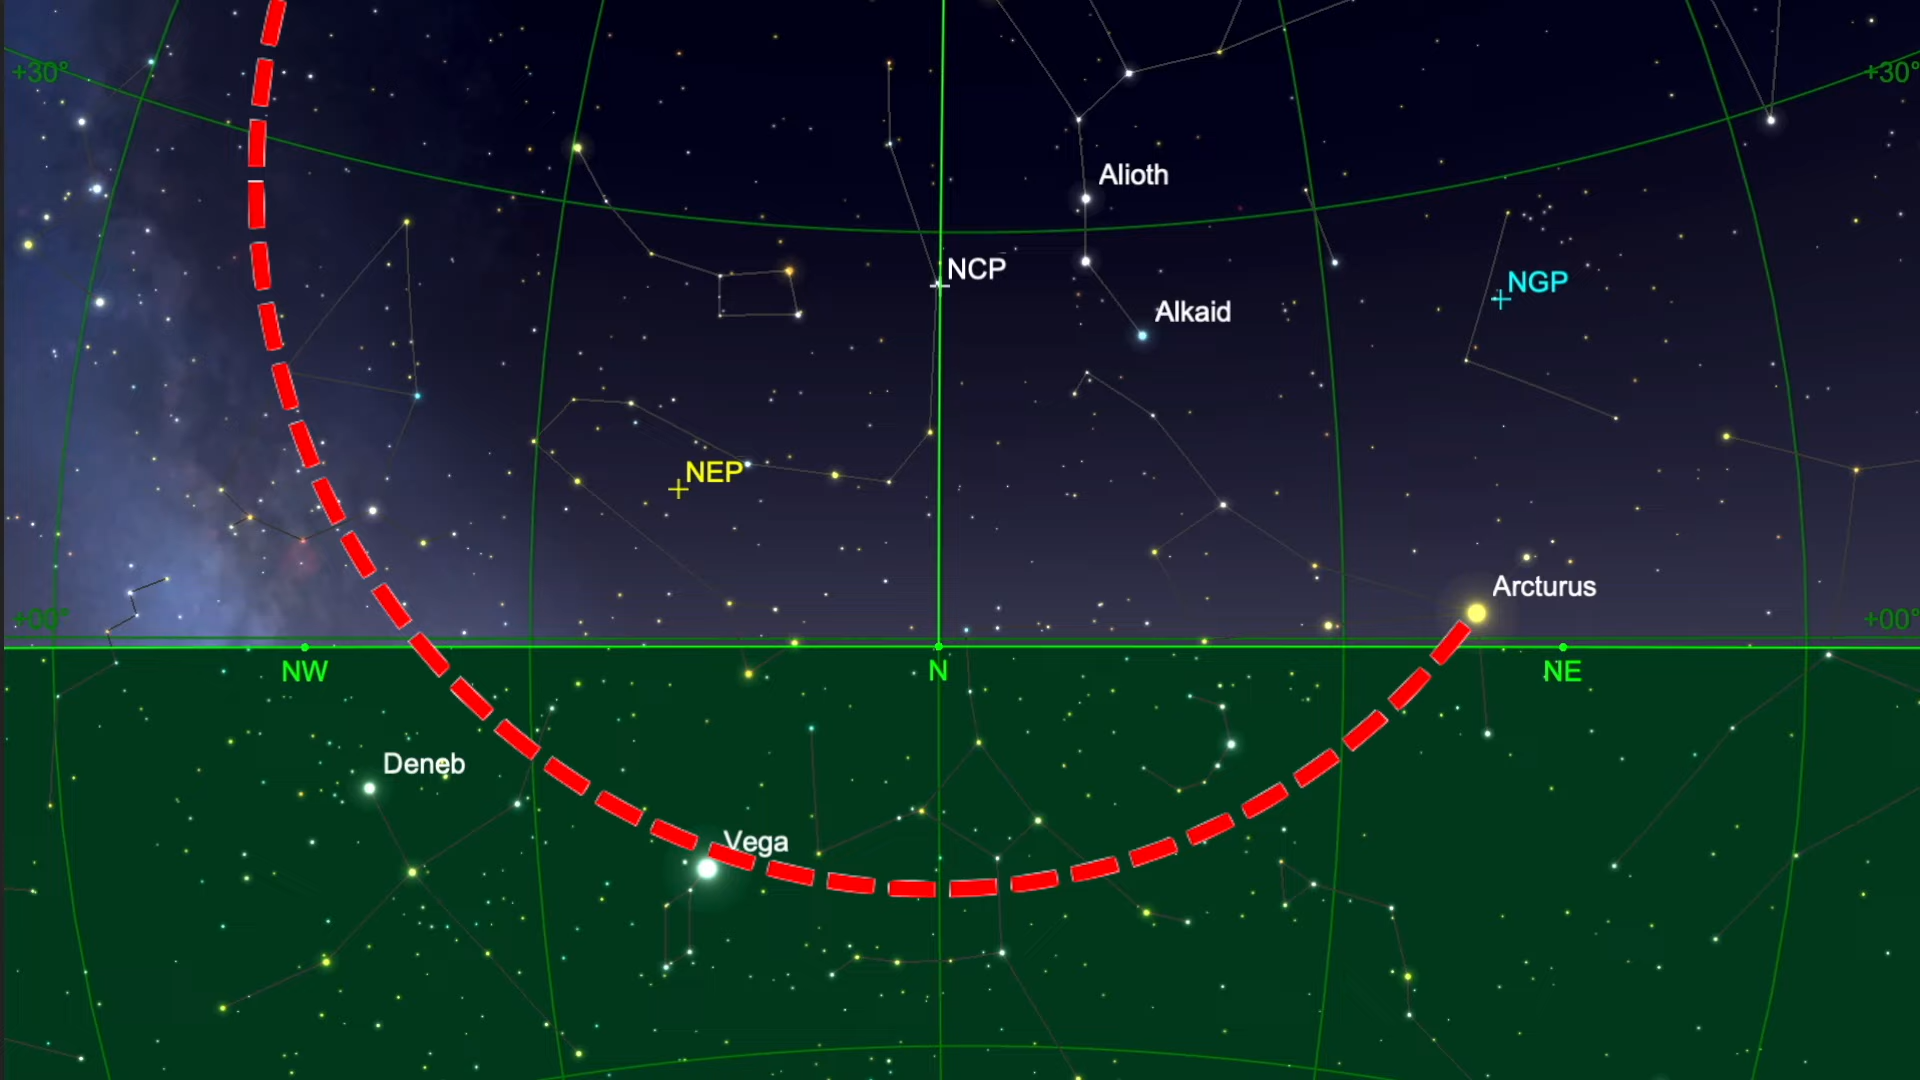 +30°
+30°
Alioth
NCP
NGP
Alkaid
NEP
Arcturus
+00°
+00°
NW
N
NE
Deneb
Vega